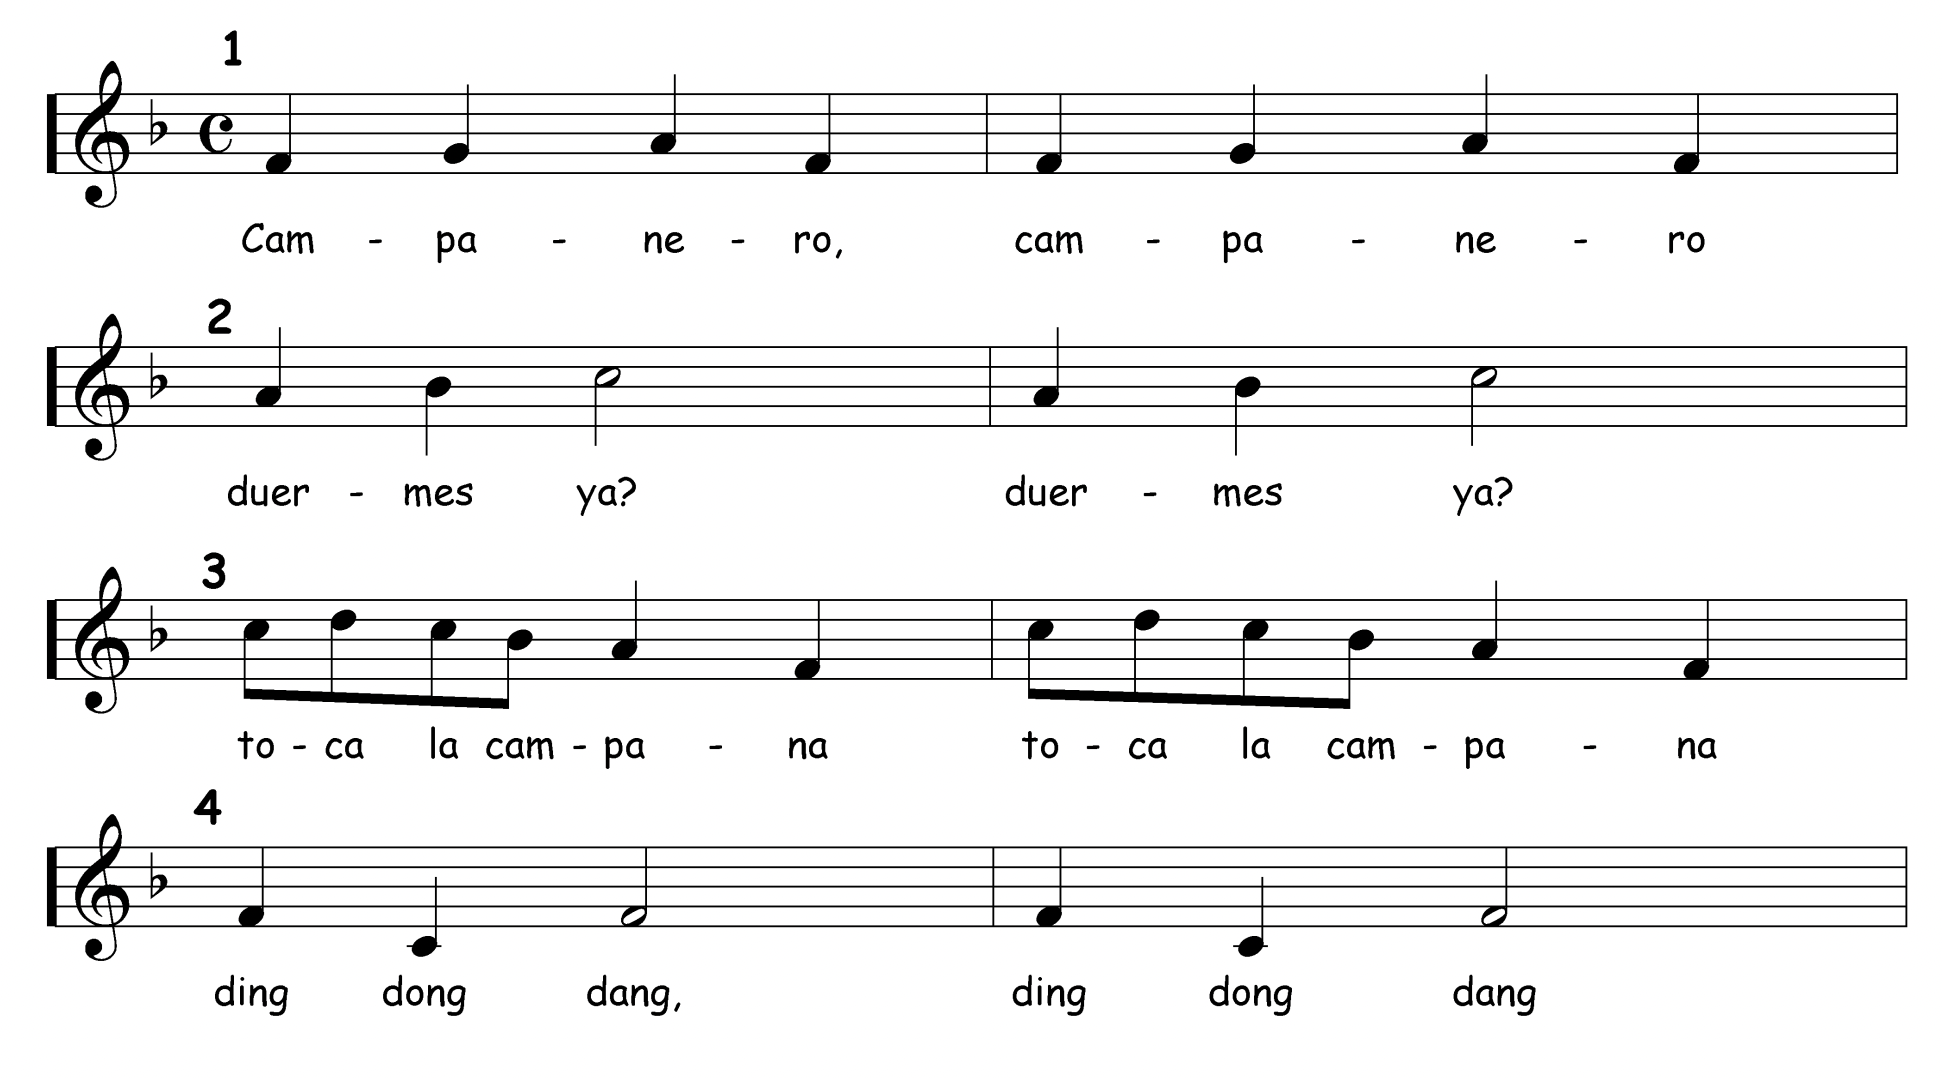 1
Cam - pa - ne - ro, cam - pa - ne - ro
2
duer - mes ya? duer - mes ya?
3
to - ca la cam - pa - na to - ca la cam - pa - na
4
ding dong dang, ding dong dang